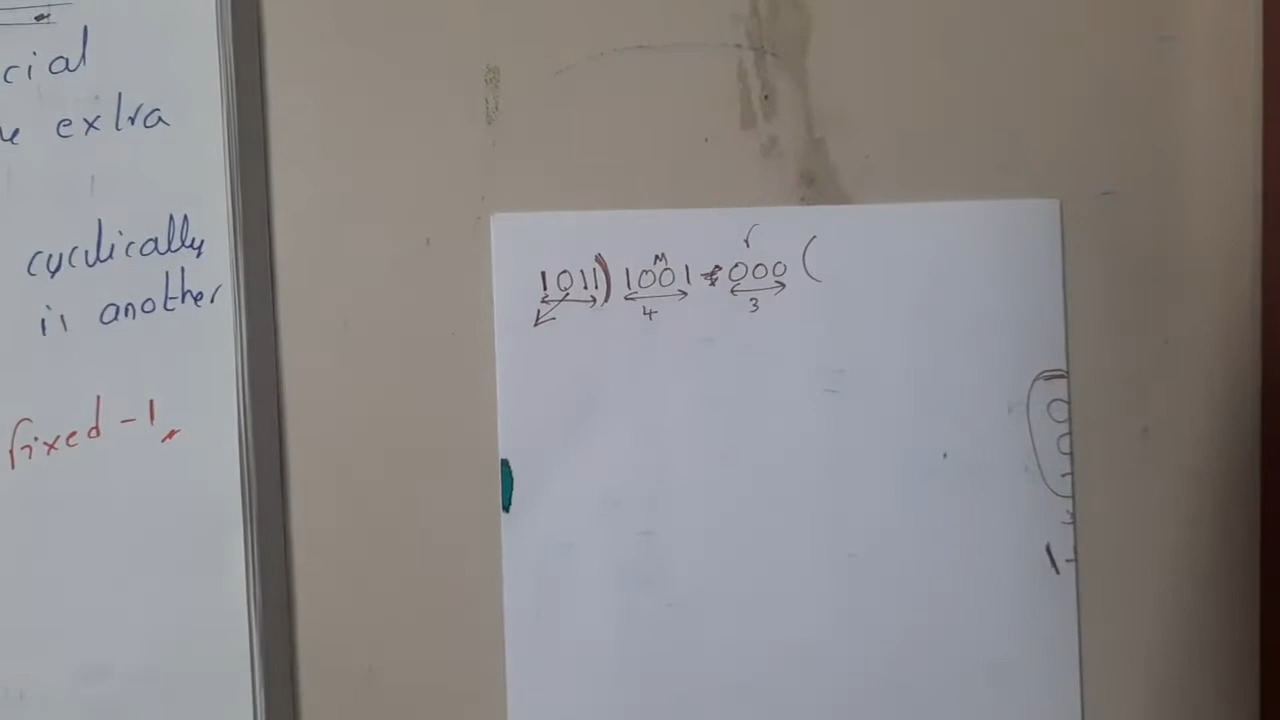 cial
extra
cyclically
is another
fixed -1
M r
1011) 1001 000 (
4 3